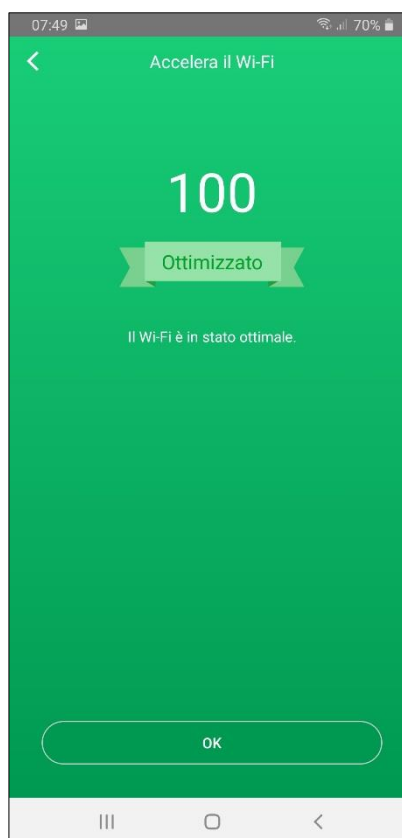 07:49 70%
Accelera il Wi-Fi
100
Ottimizzato
Il Wi-Fi è in stato ottimale.
OK